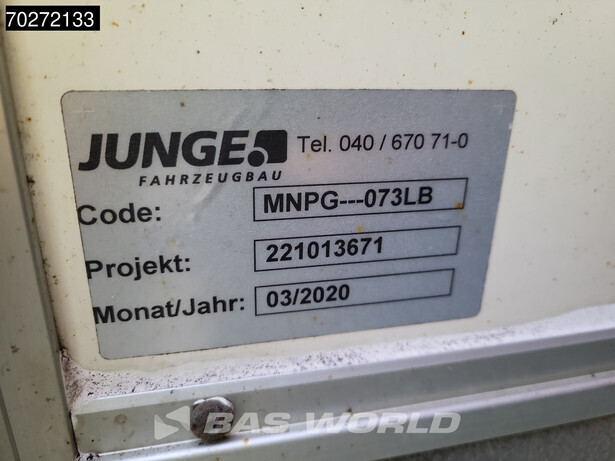 70272133
JUNGE Tel. 040 / 670 71-0
FAHRZEUGBAU
Code: MNPG---073LB
Projekt: 221013671
Monat/Jahr: 03/2020
BAS WORLD